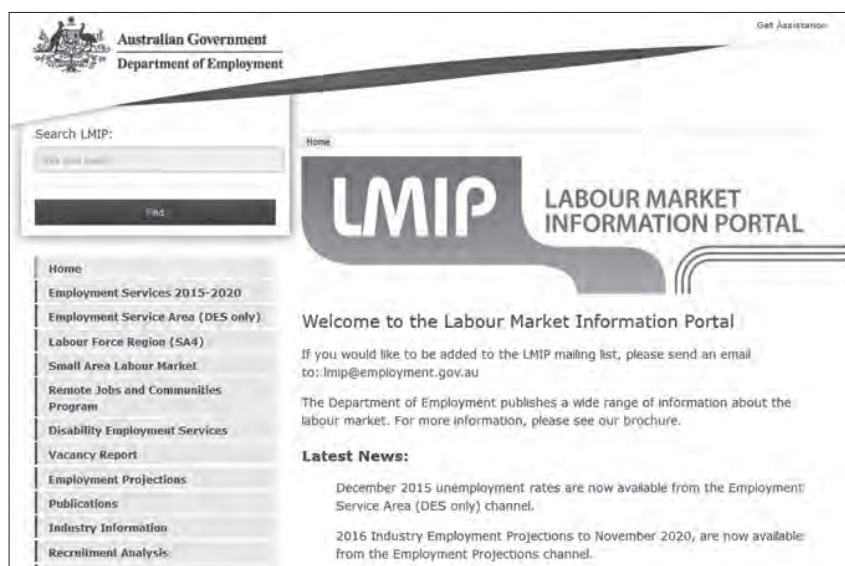 Australian Government
Department of Employment
Get Assistance
Search LMIP:
Find
Home
Employment Services 2015-2020
Employment Service Area (DES only)
Labour Force Region (SA4)
Small Area Labour Market
Remote Jobs and Communities
Program
Disability Employment Services
Vacancy Report
Employment Projections
Publications
Industry Information
Recruitment Analysis
Home
LMIP
LABOUR MARKET
INFORMATION PORTAL
Welcome to the Labour Market Information Portal
If you would like to be added to the LMIP mailing list, please send an email
to: lmip@employment.gov.au
The Department of Employment publishes a wide range of information about the
labour market. For more information, please see our brochure.
Latest News:
December 2015 unemployment rates are now available from the Employment
Service Area (DES only) channel.
2016 Industry Employment Projections to November 2020, are now available
from the Employment Projections channel.